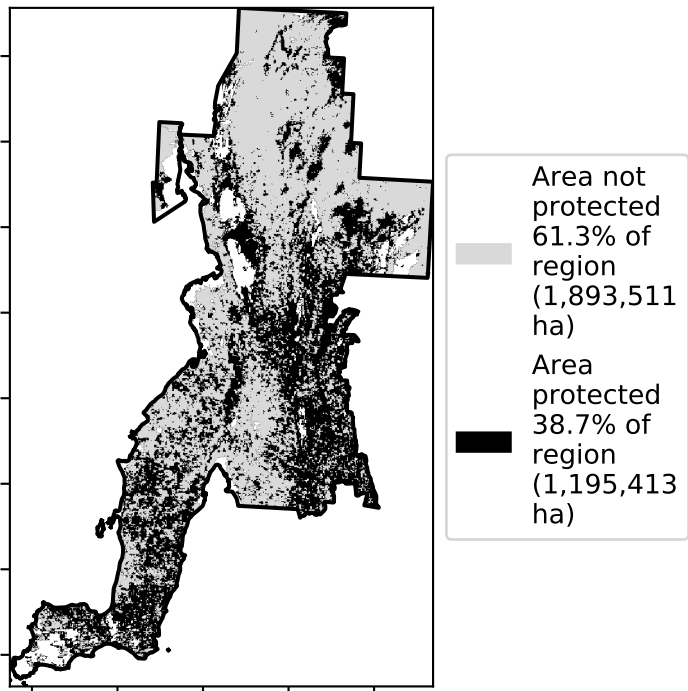 Area not
protected
61.3% of
region
(1,893,511
ha)
Area
protected
38.7% of
region
(1,195,413
ha)